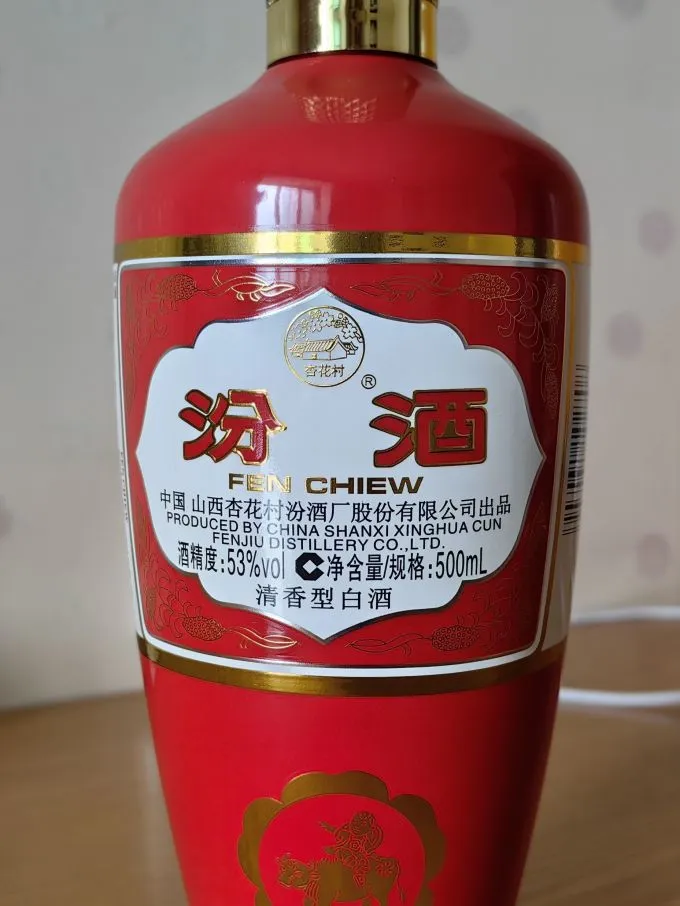 杏花村
®
汾酒
FEN CHIEW
中国 山西杏花村汾酒厂股份有限公司出品
PRODUCED BY CHINA SHANXI XINGHUA CUN
FENJIU DISTILLERY CO.,LTD.
酒精度:53%vol C净含量/规格:500mL
清香型白酒